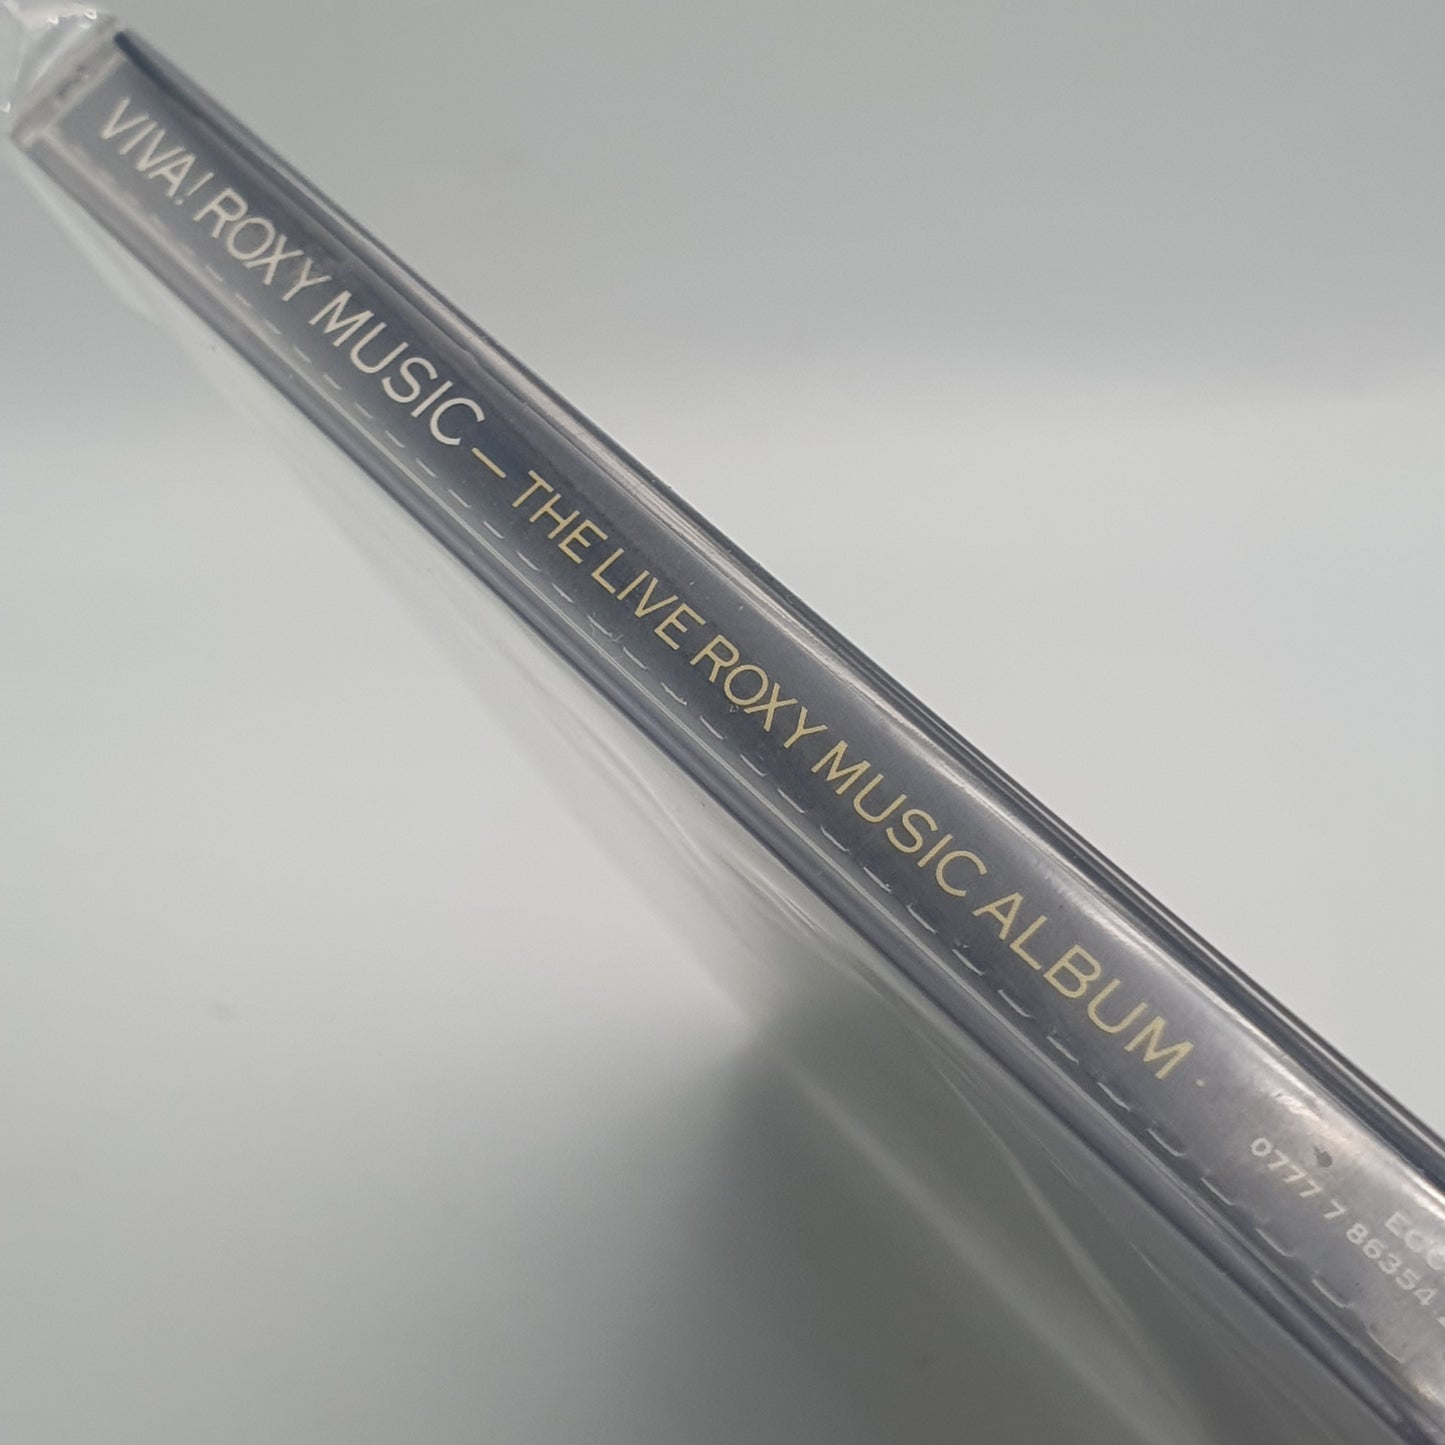 VIVA! ROXY MUSIC – THE LIVE ROXY MUSIC ALBUM
0777 7 86354